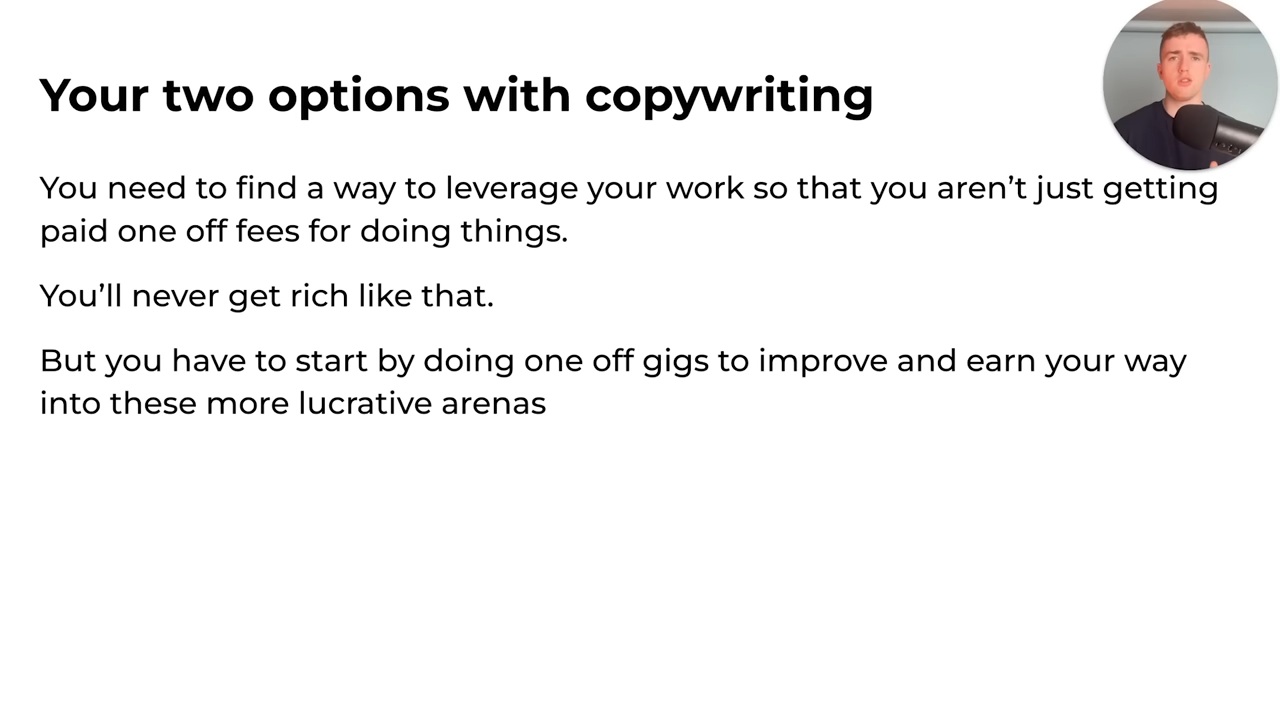 Your two options with copywriting
You need to find a way to leverage your work so that you aren’t just getting
paid one off fees for doing things.
You’ll never get rich like that.
But you have to start by doing one off gigs to improve and earn your way
into these more lucrative arenas